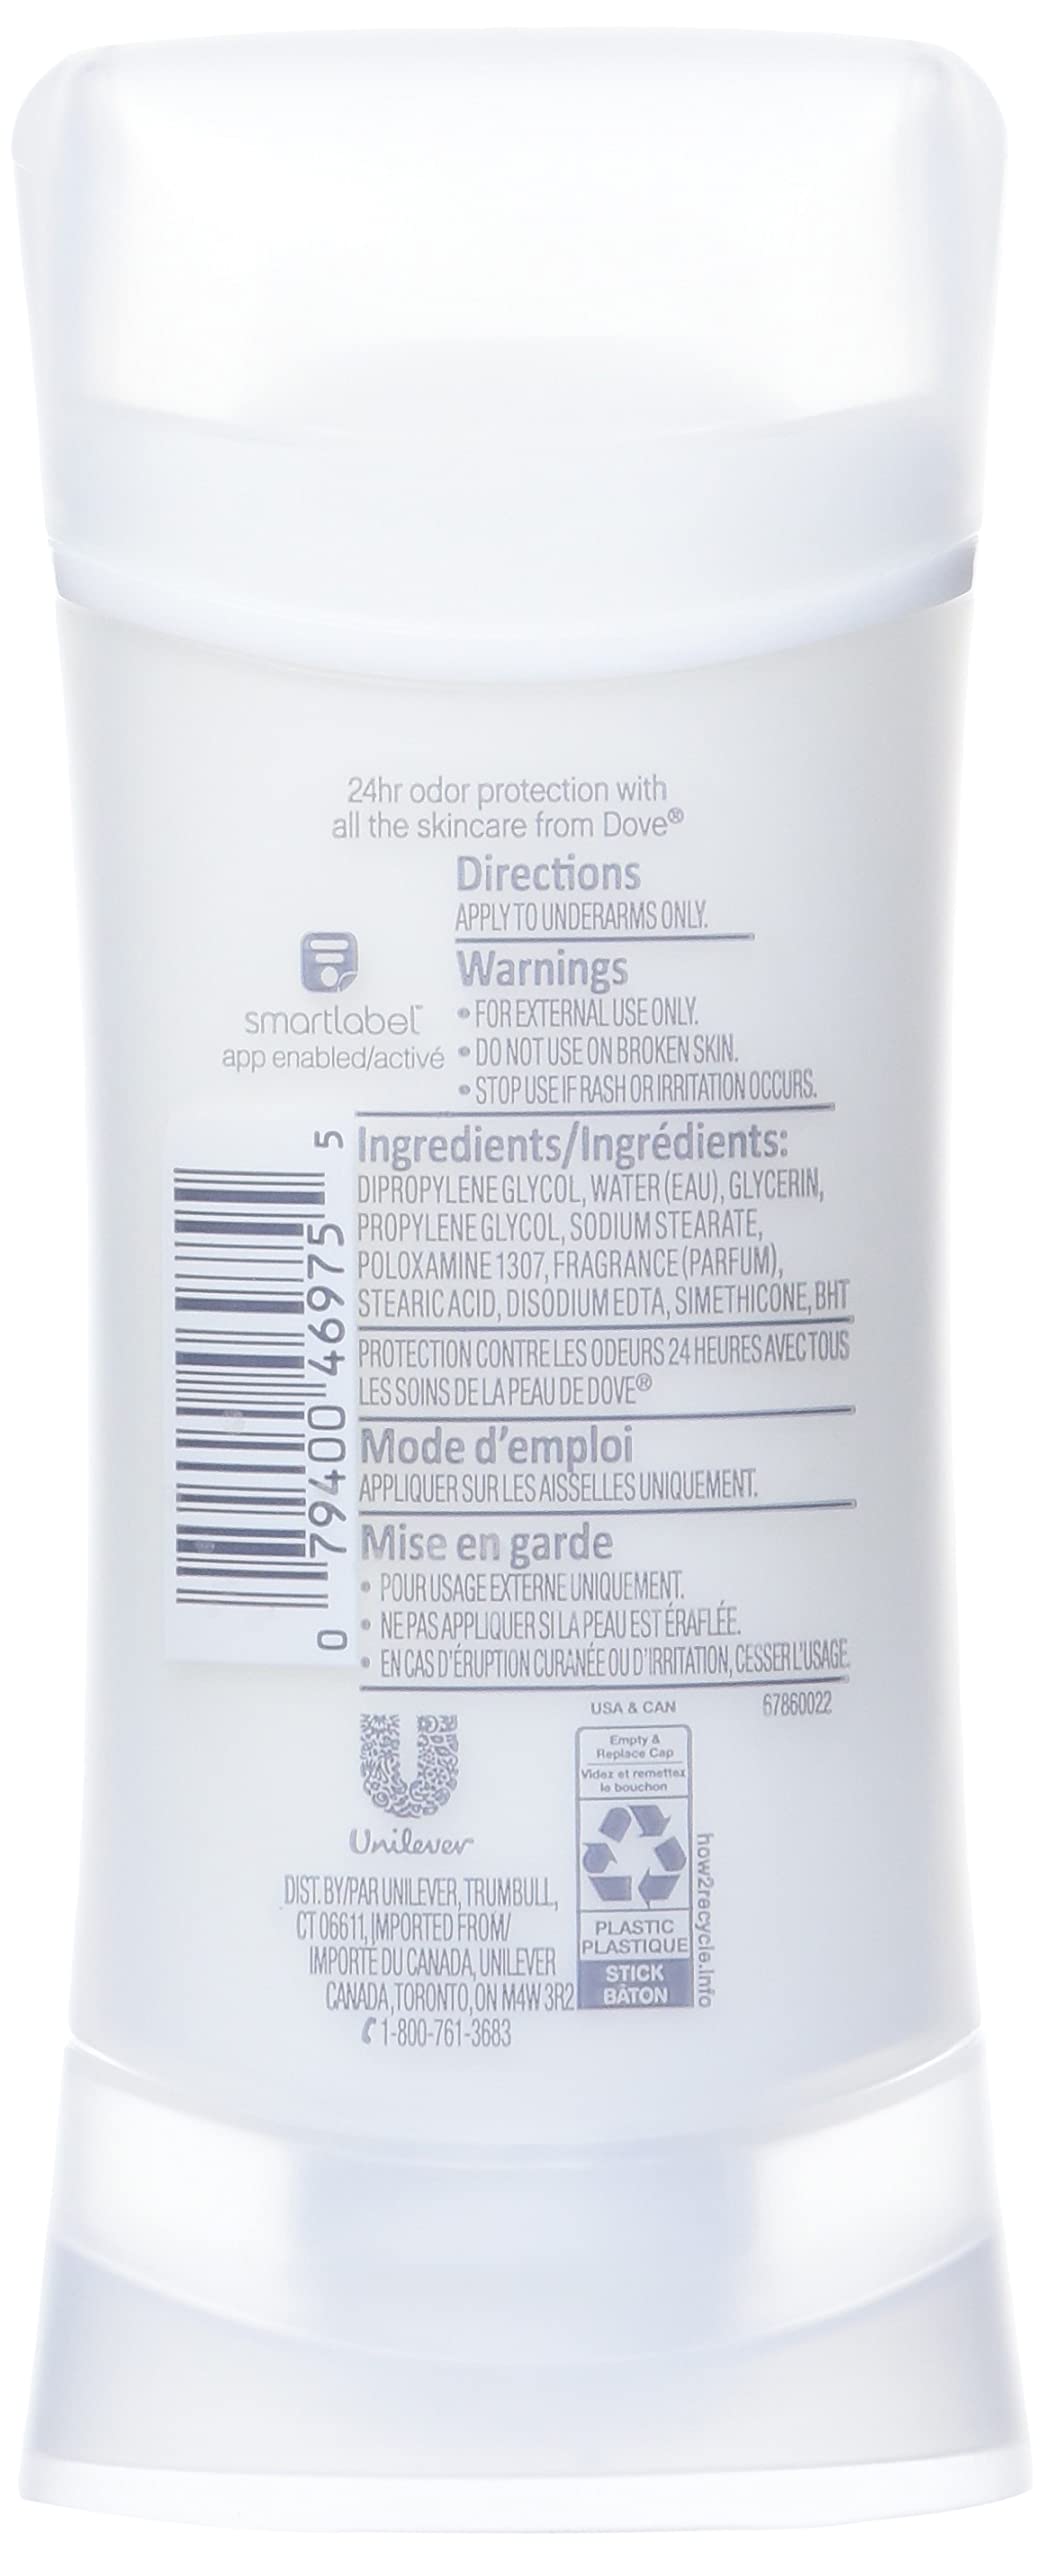 24hr odor protection with
all the skincare from Dove®
Directions
APPLY TO UNDERARMS ONLY.
smartlabel™
app enabled/activé
Warnings
• FOR EXTERNAL USE ONLY.
• DO NOT USE ON BROKEN SKIN.
• STOP USE IF RASH OR IRRITATION OCCURS.
0 79400 46975 5
Ingredients/Ingrédients:
DIPROPYLENE GLYCOL, WATER (EAU), GLYCERIN,
PROPYLENE GLYCOL, SODIUM STEARATE,
POLOXAMINE 1307, FRAGRANCE (PARFUM),
STEARIC ACID, DISODIUM EDTA, SIMETHICONE, BHT
PROTECTION CONTRE LES ODEURS 24 HEURES AVEC TOUS
LES SOINS DE LA PEAU DE DOVE®
Mode d'emploi
APPLIQUER SUR LES AISSELLES UNIQUEMENT.
Mise en garde
• POUR USAGE EXTERNE UNIQUEMENT.
• NE PAS APPLIQUER SI LA PEAU EST ÉRAFLÉE.
• EN CAS D'ÉRUPTION CURANÉE OU D'IRRITATION, CESSER L'USAGE.
USA & CAN
67860022
Unilever
DIST. BY/PAR UNILEVER, TRUMBULL,
CT 06611, IMPORTED FROM/
IMPORTÉ DU CANADA, UNILEVER
CANADA, TORONTO, ON M4W 3R2
1-800-761-3683
Empty &
Replace Cap
Videz et remettez
le bouchon
PLASTIC
PLASTIQUE
STICK
BÂTON
how2recycle.info